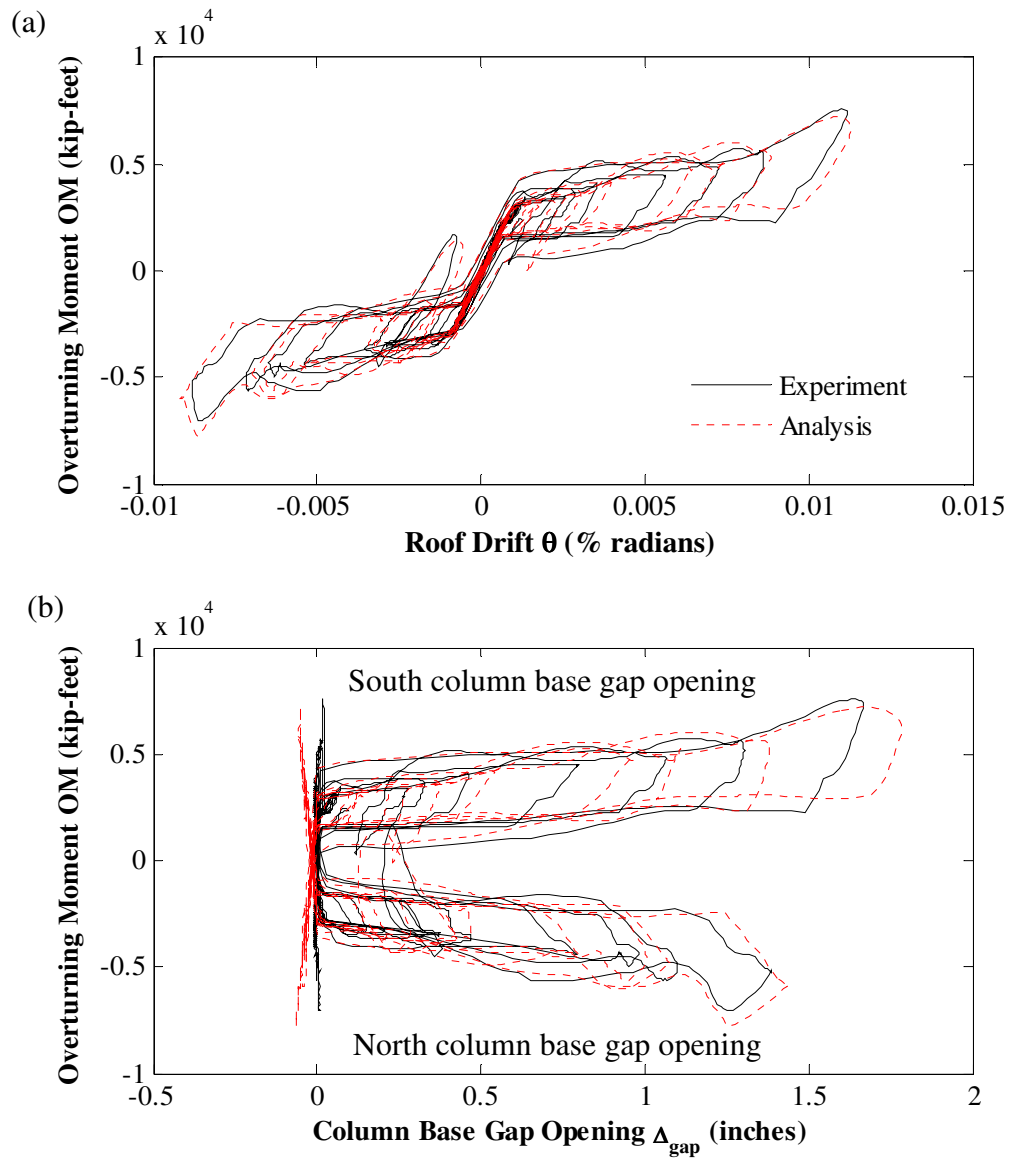 (a)
x 10^4
1
0.5
0
-0.5
-1
-0.01
-0.005
0
0.005
0.01
0.015
Overturning Moment OM (kip-feet)
Experiment
Analysis
Roof Drift θ (% radians)
(b)
x 10^4
1
0.5
0
-0.5
-1
-0.5
0
0.5
1
1.5
2
Overturning Moment OM (kip-feet)
South column base gap opening
North column base gap opening
Column Base Gap Opening Δgap (inches)